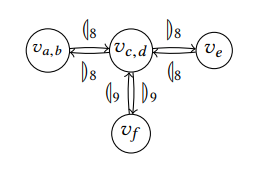 ⦇₈ ⦈₈
v_{a,b} v_{c,d} v_e
⦈₈ ⦇₈
⦇₉ ⦈₉
v_f